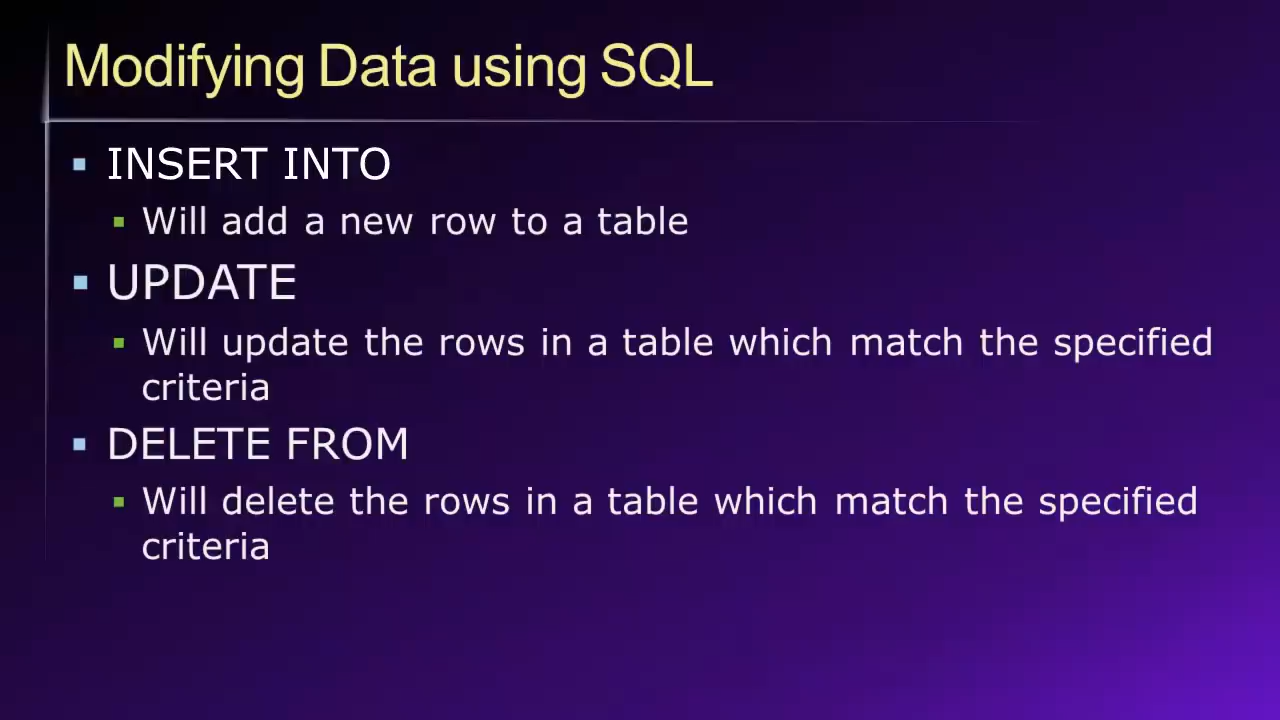 Modifying Data using SQL
INSERT INTO
Will add a new row to a table
UPDATE
Will update the rows in a table which match the specified
criteria
DELETE FROM
Will delete the rows in a table which match the specified
criteria